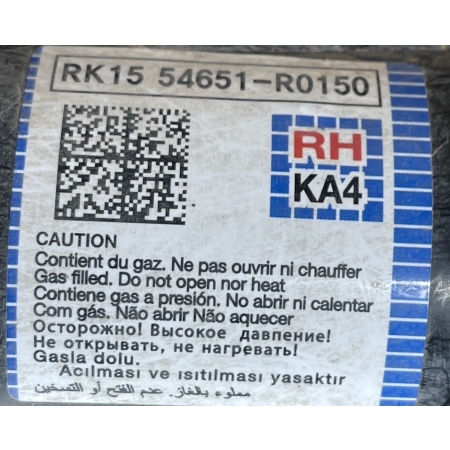 RK15 54651-R0150
RH
KA4
CAUTION
Contient du gaz. Ne pas ouvrir ni chauffer
Gas filled. Do not open nor heat
Contiene gas a presión. No abrir ni calentar
Com gás. Não abrir Não aquecer
Осторожно! Высокое давление!
Не открывать, не нагревать!
Gasla dolu.
Acılması ve ısıtılması yasaktır
مملوء بالغاز. عدم الفتح أو التسخين